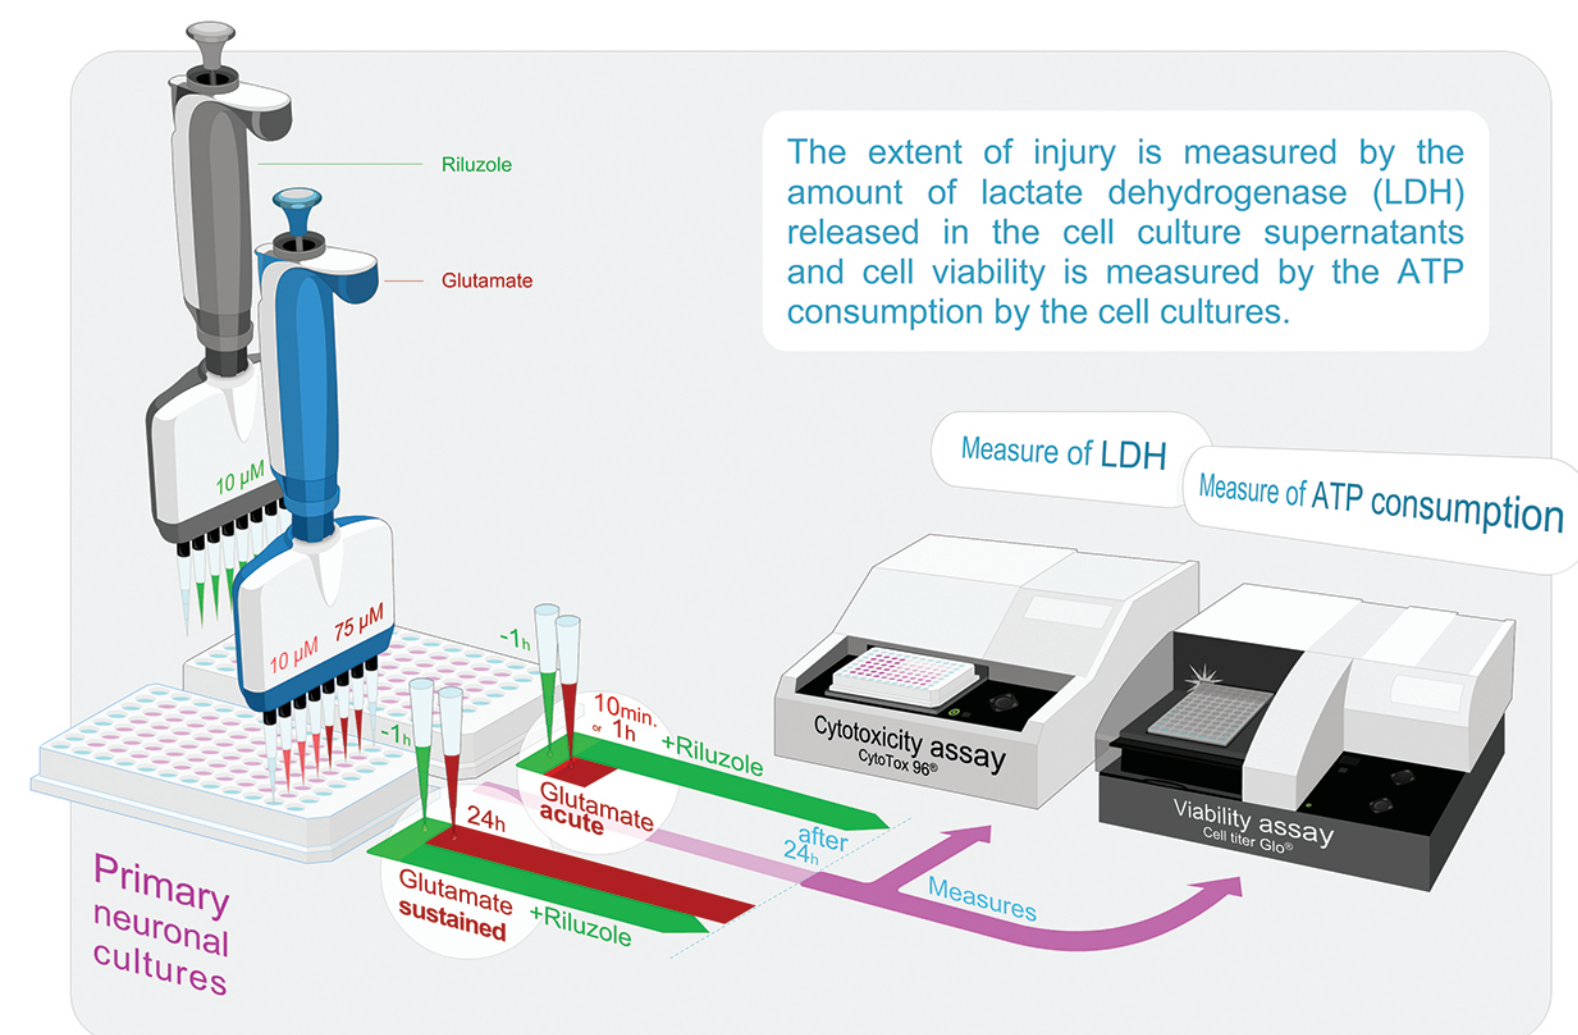 Riluzole
Glutamate
The extent of injury is measured by the
amount of lactate dehydrogenase (LDH)
released in the cell culture supernatants
and cell viability is measured by the ATP
consumption by the cell cultures.
Measure of LDH
Measure of ATP consumption
10 µM
10 µM 75 µM
-1h
10min.
or 1h
+Riluzole
Glutamate
acute
-1h
24h
Glutamate
sustained
+Riluzole
after
24h
Measures
Cytotoxicity assay
CytoTox 96®
Viability assay
Cell titer Glo®
Primary
neuronal
cultures